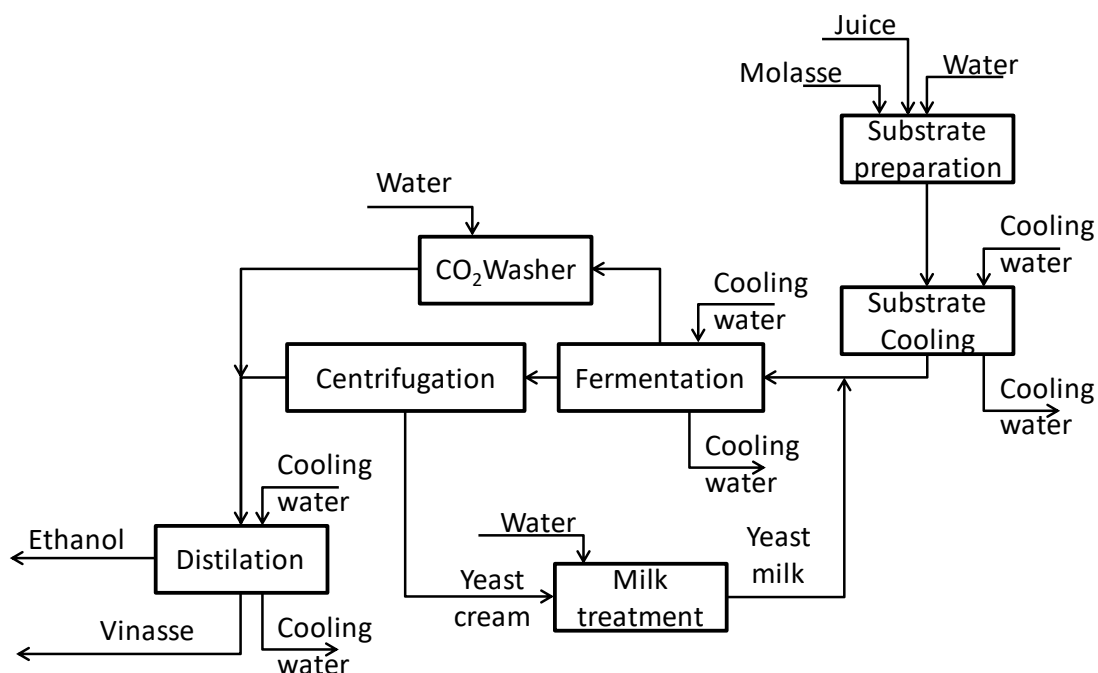 Juice
Molasse
Water
Substrate
preparation
Water
Cooling
water
CO₂Washer
Cooling
water
Substrate
Cooling
Centrifugation
Fermentation
Cooling
water
Cooling
water
Cooling
water
Water
Ethanol
Distilation
Yeast
milk
Yeast
cream
Milk
treatment
Vinasse
Cooling
water